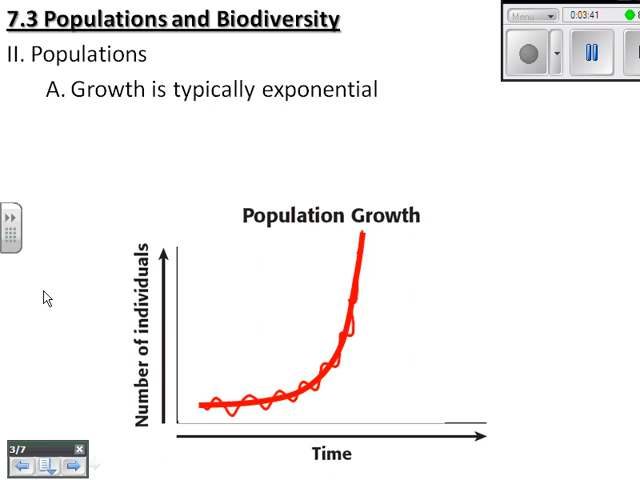 7.3 Populations and Biodiversity
Menu
0:03:41
II. Populations
A. Growth is typically exponential
Population Growth
Number of individuals
Time
3/7